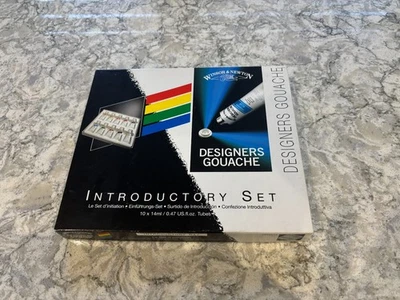 WINSOR & NEWTON
DESIGNERS
GOUACHE
DESIGNERS GOUACHE
INTRODUCTORY SET
Le Set d'Initiation • Einführungs-Set • Surtido de Introducción • Confezione introduttiva
10 x 14ml / 0.47 US.fl.oz. Tubes